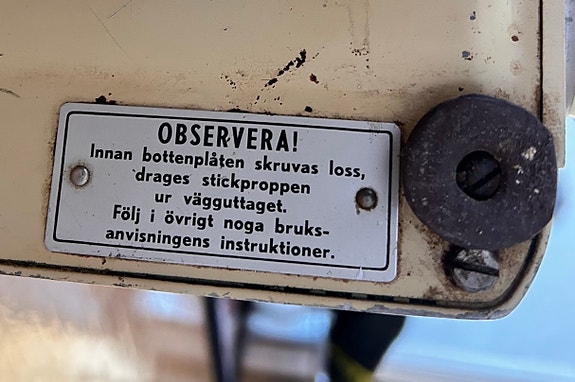 OBSERVERA!
Innan bottenplåten skruvas loss,
drages stickproppen
ur vägguttaget.
Följ i övrigt noga bruks-
anvisningens instruktioner.